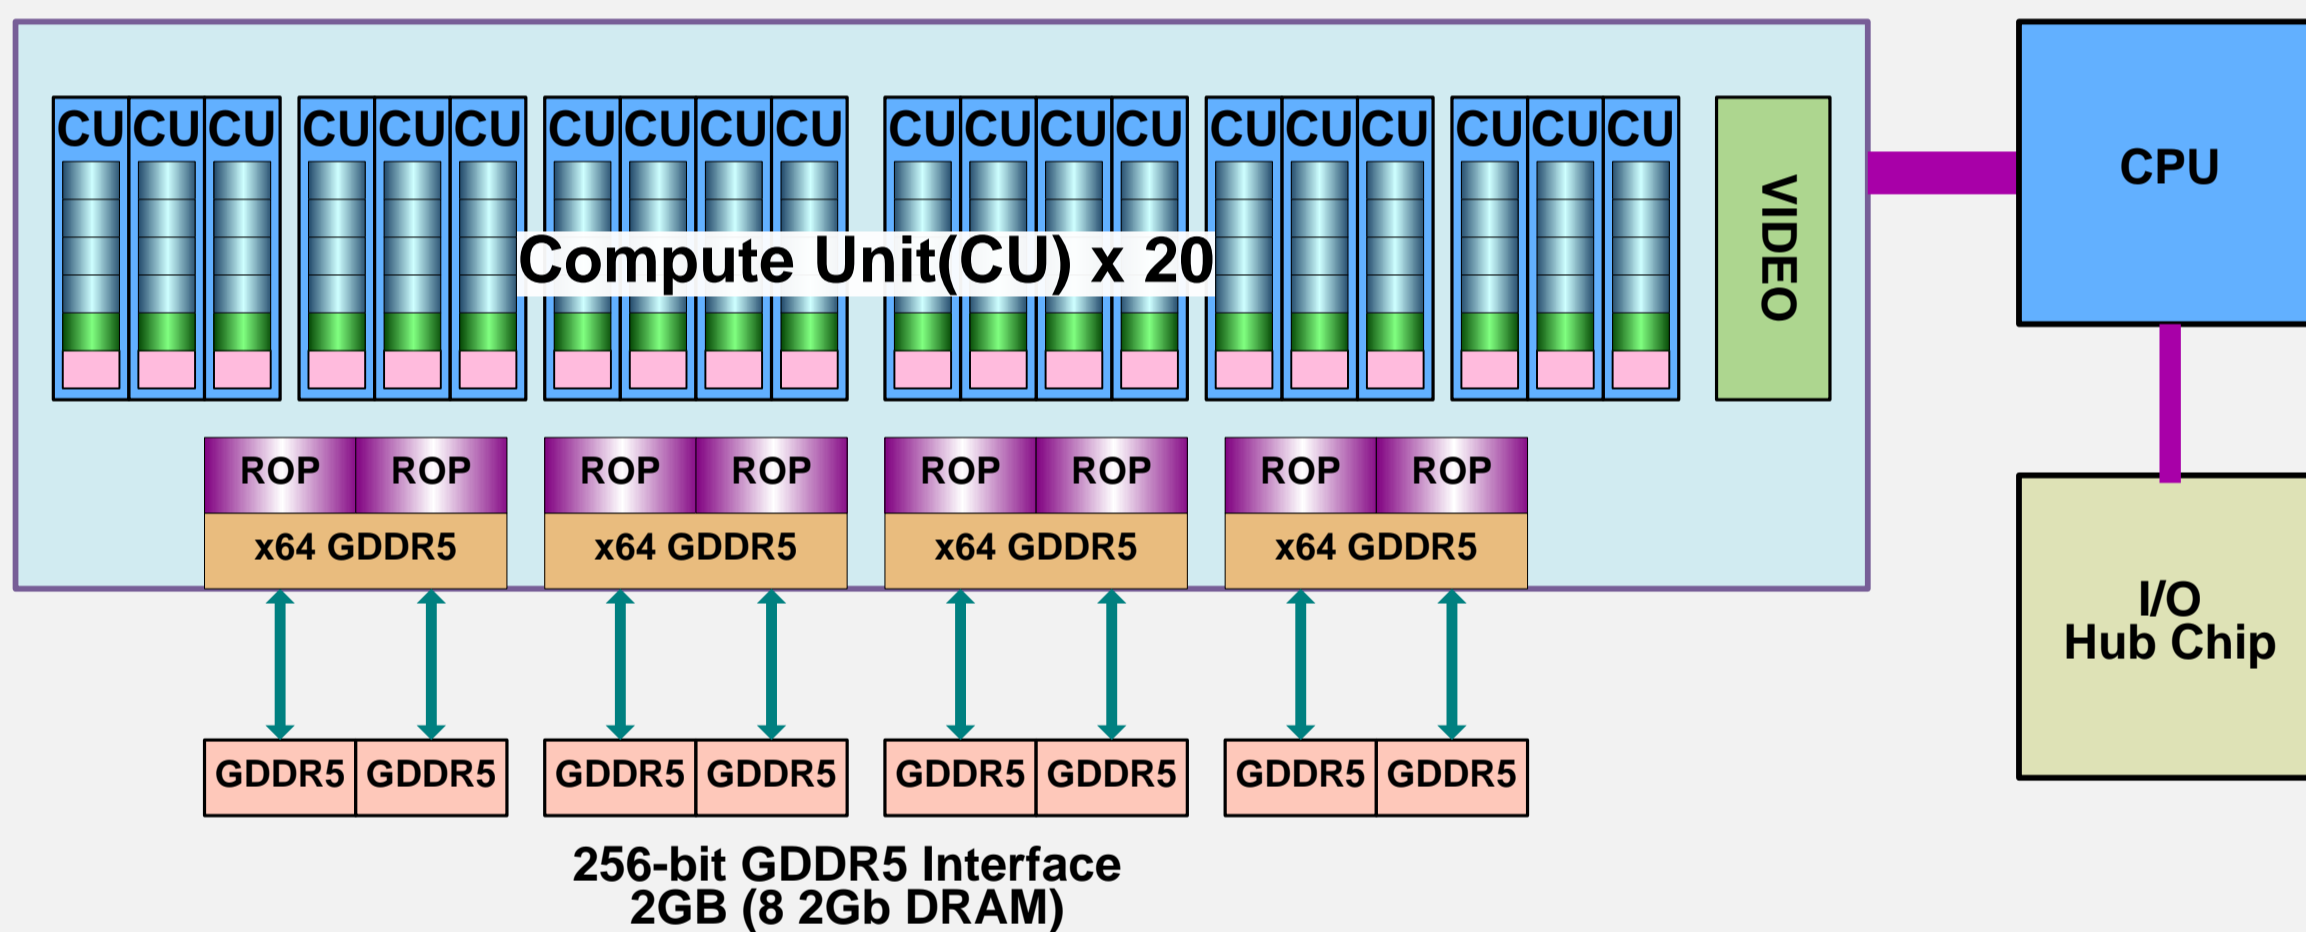 CU CU CU CU CU CU CU CU CU CU CU CU CU CU CU CU CU CU CU CU
Compute Unit(CU) x 20
VIDEO
CPU
ROP ROP ROP ROP ROP ROP ROP ROP
x64 GDDR5 x64 GDDR5 x64 GDDR5 x64 GDDR5
I/O
Hub Chip
GDDR5 GDDR5 GDDR5 GDDR5 GDDR5 GDDR5 GDDR5 GDDR5
256-bit GDDR5 Interface
2GB (8 2Gb DRAM)